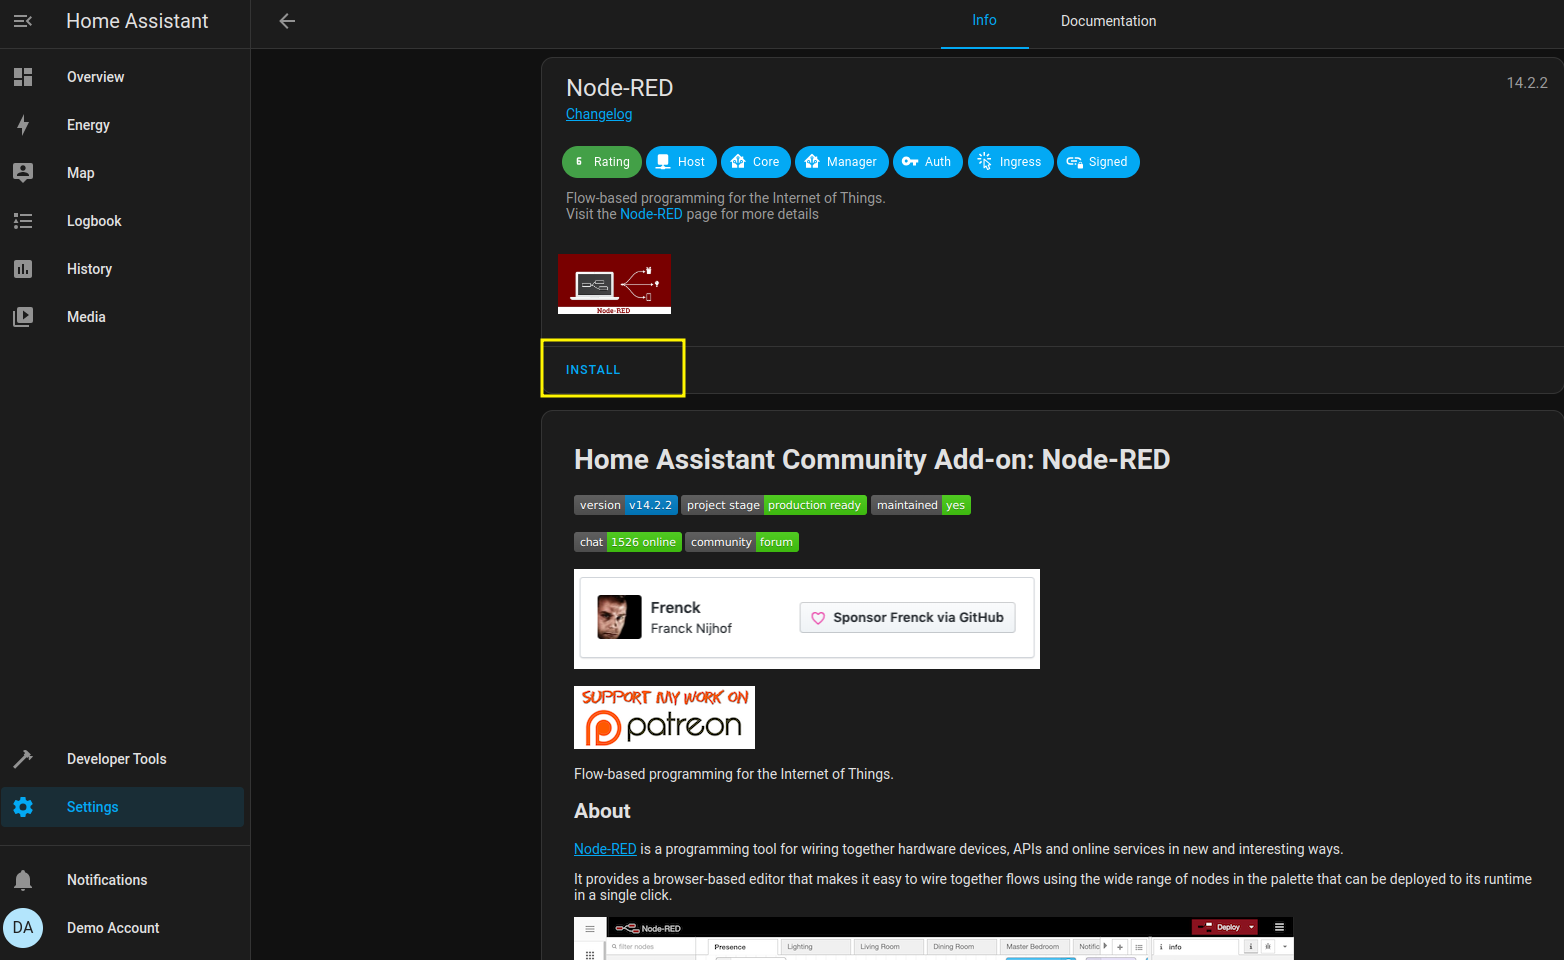 Home Assistant
Info
Documentation
Overview
Energy
Map
Logbook
History
Media
Developer Tools
Settings
Notifications
DA
Demo Account
Node-RED
14.2.2
Changelog
6 Rating
Host
Core
Manager
Auth
Ingress
Signed
Flow-based programming for the Internet of Things.
Visit the Node-RED page for more details
Node-RED
INSTALL
Home Assistant Community Add-on: Node-RED
version v14.2.2
project stage production ready
maintained yes
chat 1526 online
community forum
Frenck
Franck Nijhof
Sponsor Frenck via GitHub
SUPPORT MY WORK ON
patreon
Flow-based programming for the Internet of Things.
About
Node-RED is a programming tool for wiring together hardware devices, APIs and online services in new and interesting ways.
It provides a browser-based editor that makes it easy to wire together flows using the wide range of nodes in the palette that can be deployed to its runtime
in a single click.
Node-RED
Deploy
filter nodes
Presence
Lighting
Living Room
Dining Room
Master Bedroom
Notific
i info
i